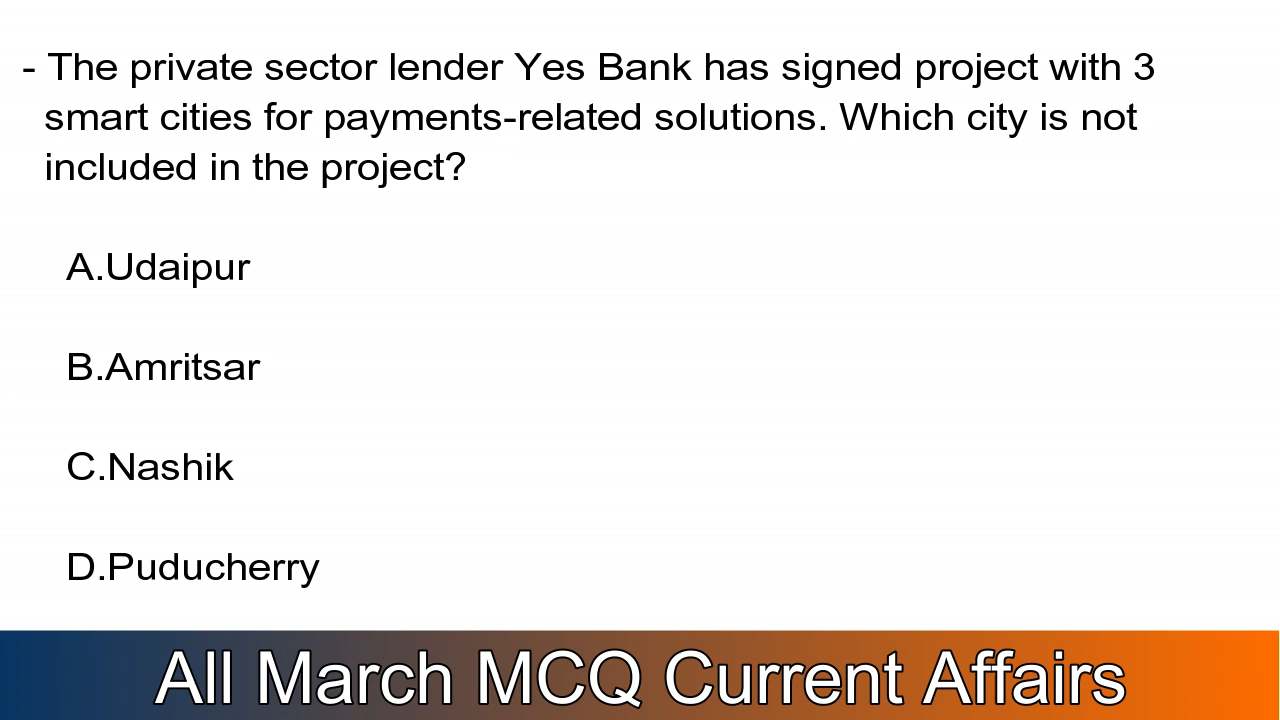 - The private sector lender Yes Bank has signed project with 3
smart cities for payments-related solutions. Which city is not
included in the project?
A.Udaipur
B.Amritsar
C.Nashik
D.Puducherry
All March MCQ Current Affairs